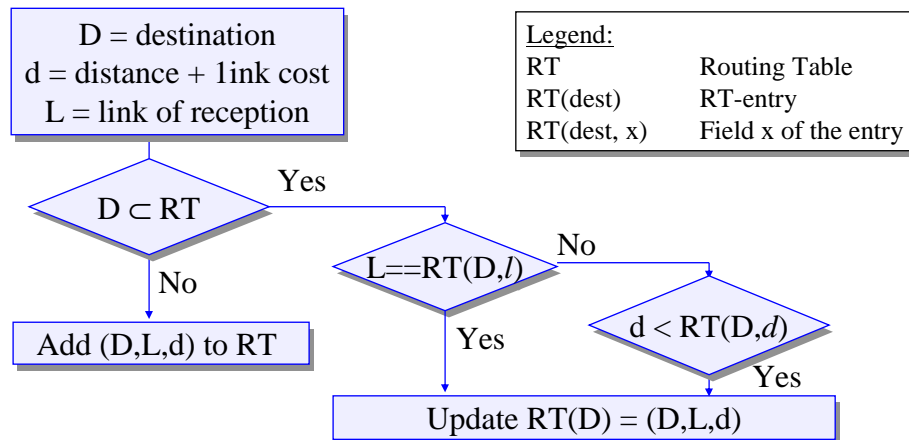 D = destination
d = distance + 1ink cost
L = link of reception
Legend:
RT Routing Table
RT(dest) RT-entry
RT(dest, x) Field x of the entry
Yes
D ⊂ RT
No
L==RT(D,l)
No
d < RT(D,d)
Add (D,L,d) to RT
Yes
Yes
Update RT(D) = (D,L,d)